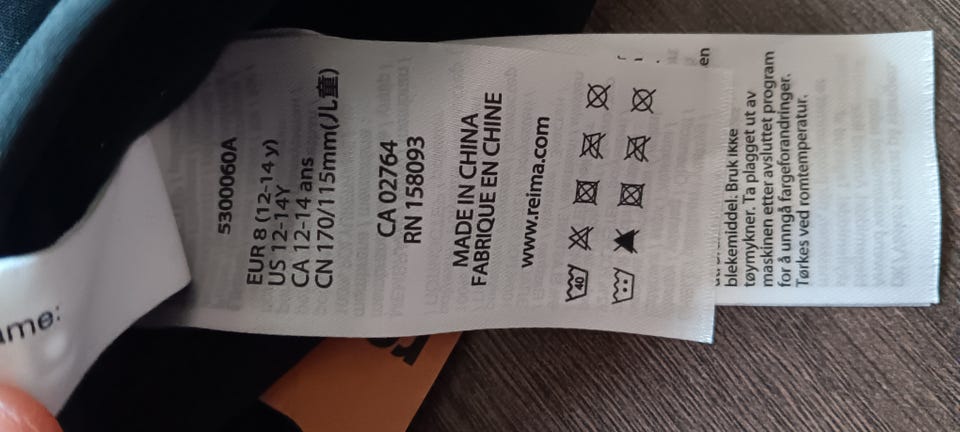 5300060A
EUR 8 (12-14 y)
US 12-14Y
CA 12-14 ans
CN 170/115mm(儿童)
CA 02764
RN 158093
MADE IN CHINA
FABRIQUE EN CHINE
www.reima.com
40
en
blekemiddel. Bruk ikke
tøymykner. Ta plagget ut av
maskinen etter avsluttet program
for å unngå fargeforandringer.
Tørkes ved romtemperatur.